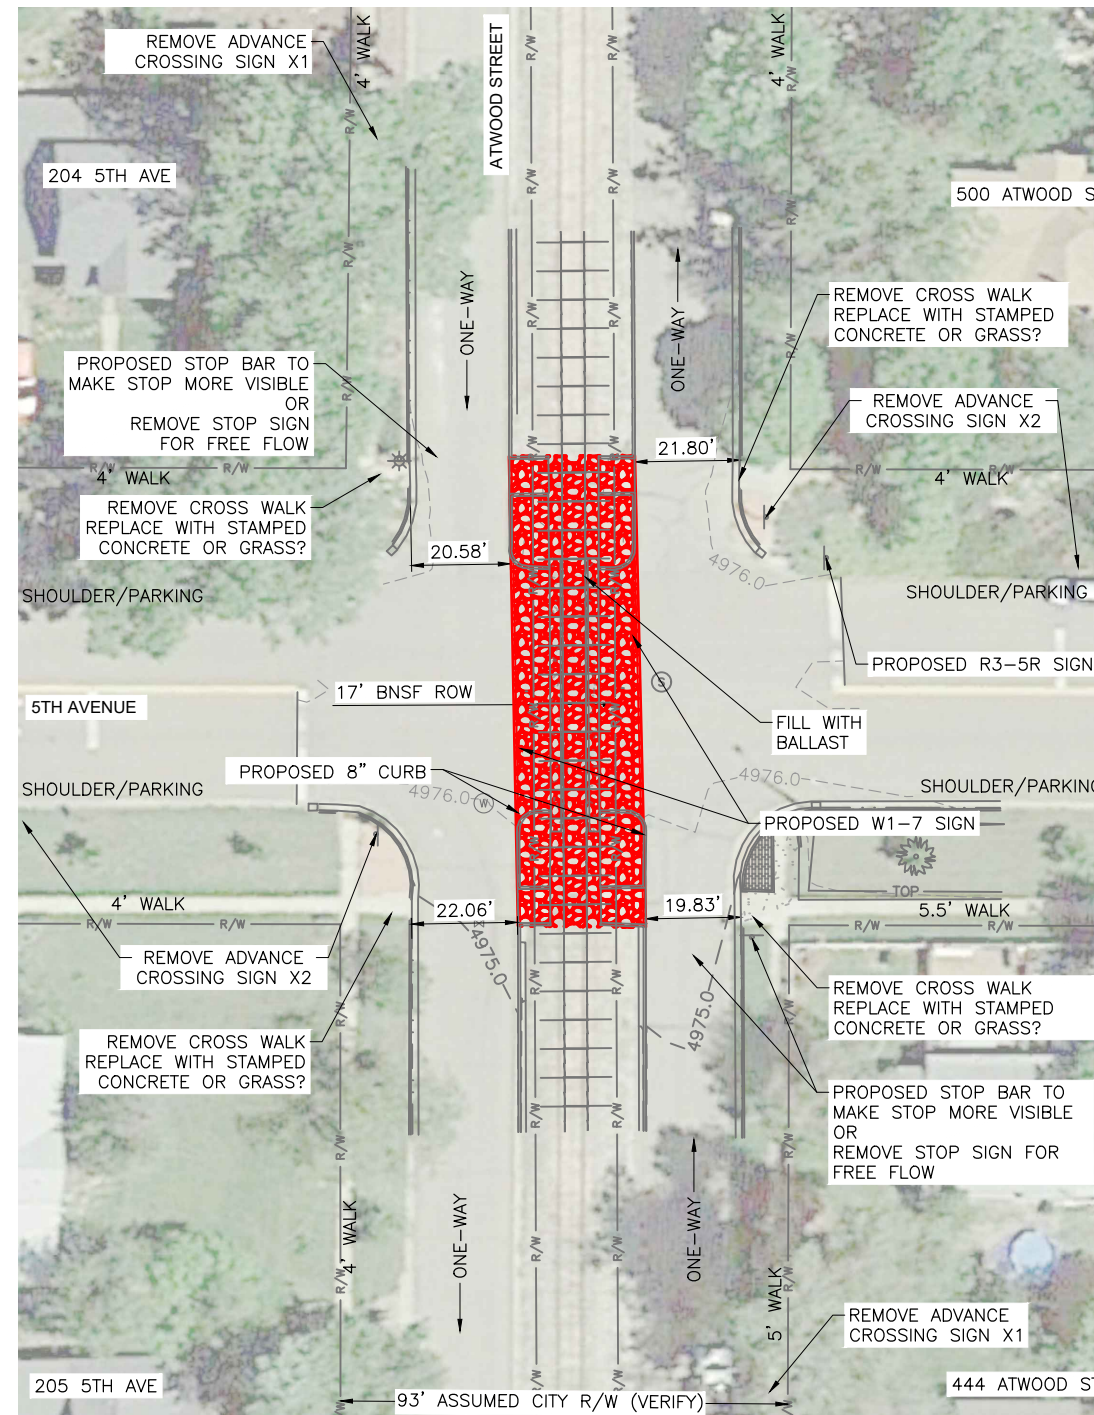 REMOVE ADVANCE
CROSSING SIGN X1
4' WALK
R/W
ATWOOD STREET
R/W
R/W
4' WALK
R/W
R/W
R/W
R/W
R/W
204 5TH AVE
500 ATWOOD S
R/W
R/W
R/W
ONE-WAY
ONE-WAY
R/W
R/W
REMOVE CROSS WALK
REPLACE WITH STAMPED
CONCRETE OR GRASS?
R/W
PROPOSED STOP BAR TO
MAKE STOP MORE VISIBLE
OR
REMOVE STOP SIGN
FOR FREE FLOW
R/W
REMOVE ADVANCE
CROSSING SIGN X2
21.80'
R/W
R/W
R/W
R/W
R/W
R/W
4' WALK
4' WALK
REMOVE CROSS WALK
REPLACE WITH STAMPED
CONCRETE OR GRASS?
20.58'
4976.0
R/W
R/W
SHOULDER/PARKING
SHOULDER/PARKING
PROPOSED R3-5R SIGN
S
17' BNSF ROW
5TH AVENUE
R/W
R/W
FILL WITH
BALLAST
PROPOSED 8" CURB
4976.0
4976.0
W
SHOULDER/PARKING
SHOULDER/PARKING
PROPOSED W1-7 SIGN
R/W
R/W
TOP
4' WALK
22.06'
19.83'
5.5' WALK
R/W
R/W
R/W
R/W
4975.0
REMOVE ADVANCE
CROSSING SIGN X2
R/W
R/W
R/W
4975.0
REMOVE CROSS WALK
REPLACE WITH STAMPED
CONCRETE OR GRASS?
REMOVE CROSS WALK
REPLACE WITH STAMPED
CONCRETE OR GRASS?
PROPOSED STOP BAR TO
MAKE STOP MORE VISIBLE
OR
REMOVE STOP SIGN FOR
FREE FLOW
R/W
R/W
R/W
R/W
4' WALK
R/W
ONE-WAY
R/W
R/W
ONE-WAY
R/W
5' WALK
REMOVE ADVANCE
CROSSING SIGN X1
205 5TH AVE
R/W
R/W
444 ATWOOD ST
R/W
93' ASSUMED CITY R/W (VERIFY)
R/W